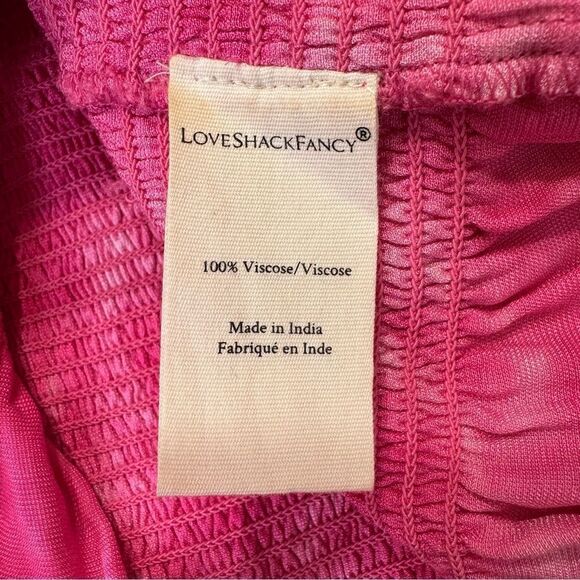 LOVESHACKFANCY®
100% Viscose/Viscose
Made in India
Fabriqué en Inde